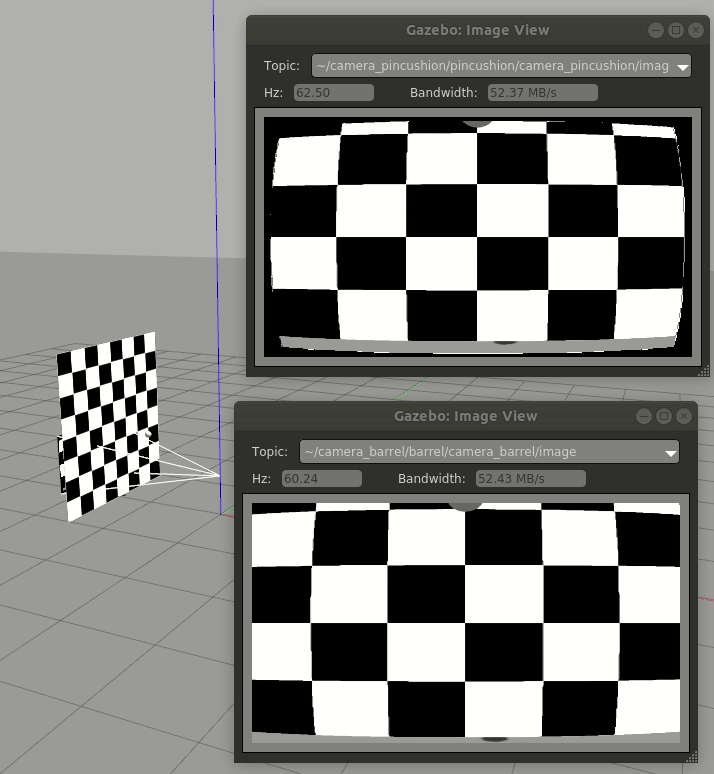 Gazebo: Image View
Topic: ~/camera_pincushion/pincushion/camera_pincushion/imag
Hz: 62.50 Bandwidth: 52.37 MB/s
Gazebo: Image View
Topic: ~/camera_barrel/barrel/camera_barrel/image
Hz: 60.24 Bandwidth: 52.43 MB/s